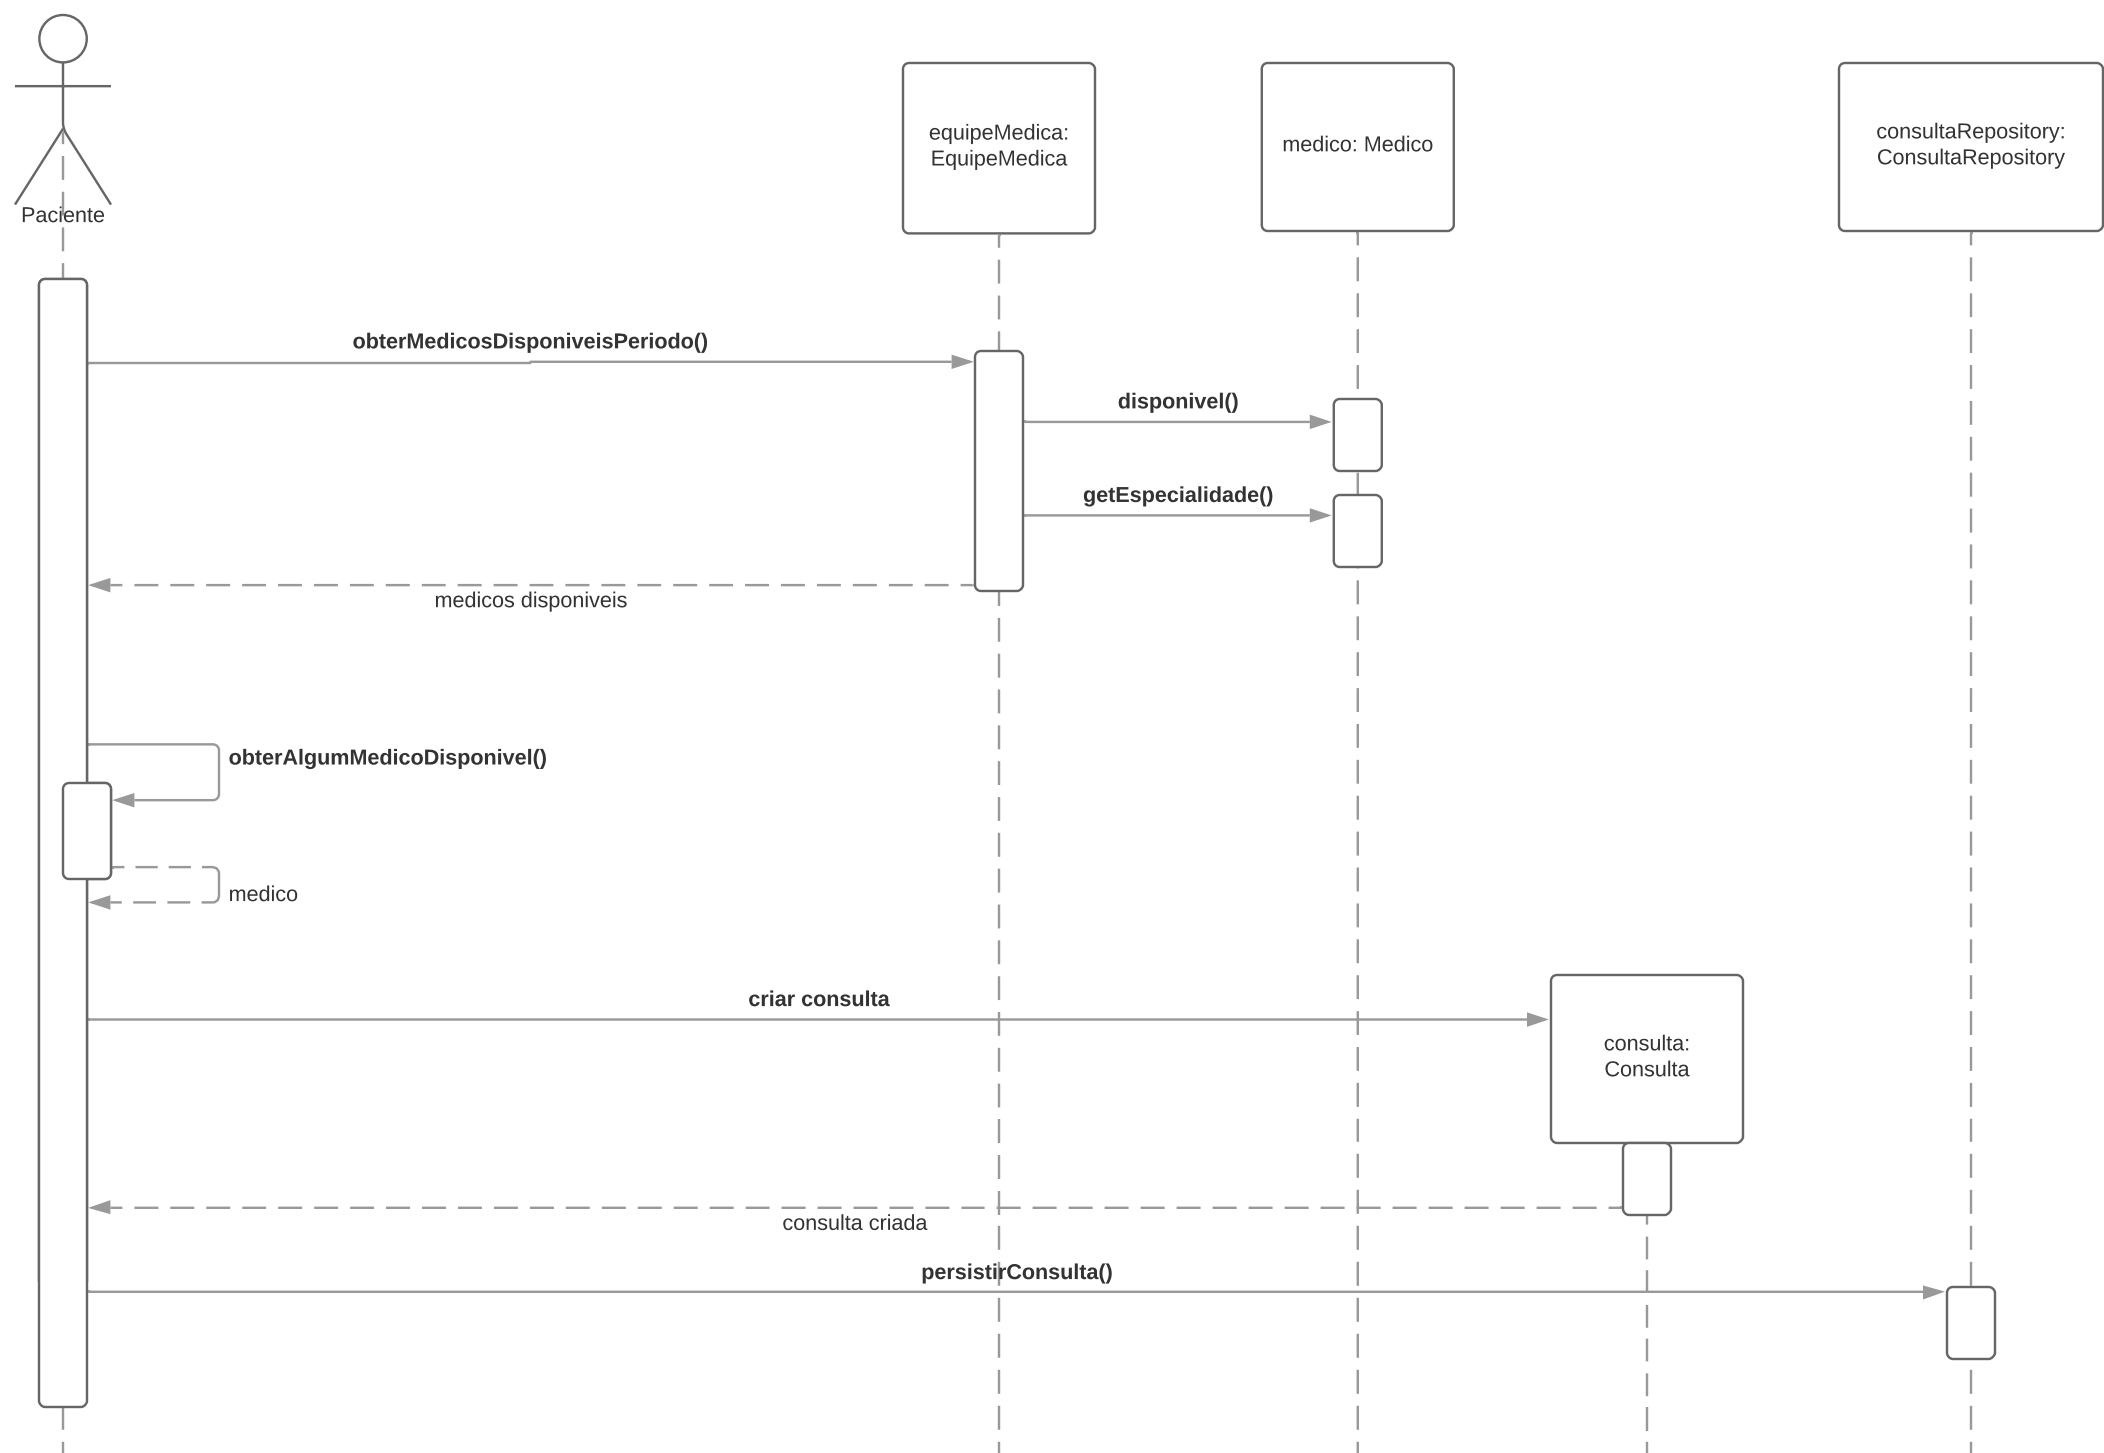 Paciente
equipeMedica:
EquipeMedica
medico: Medico
consultaRepository:
ConsultaRepository
obterMedicosDisponiveisPeriodo()
disponivel()
getEspecialidade()
medicos disponiveis
obterAlgumMedicoDisponivel()
medico
criar consulta
consulta:
Consulta
consulta criada
persistirConsulta()